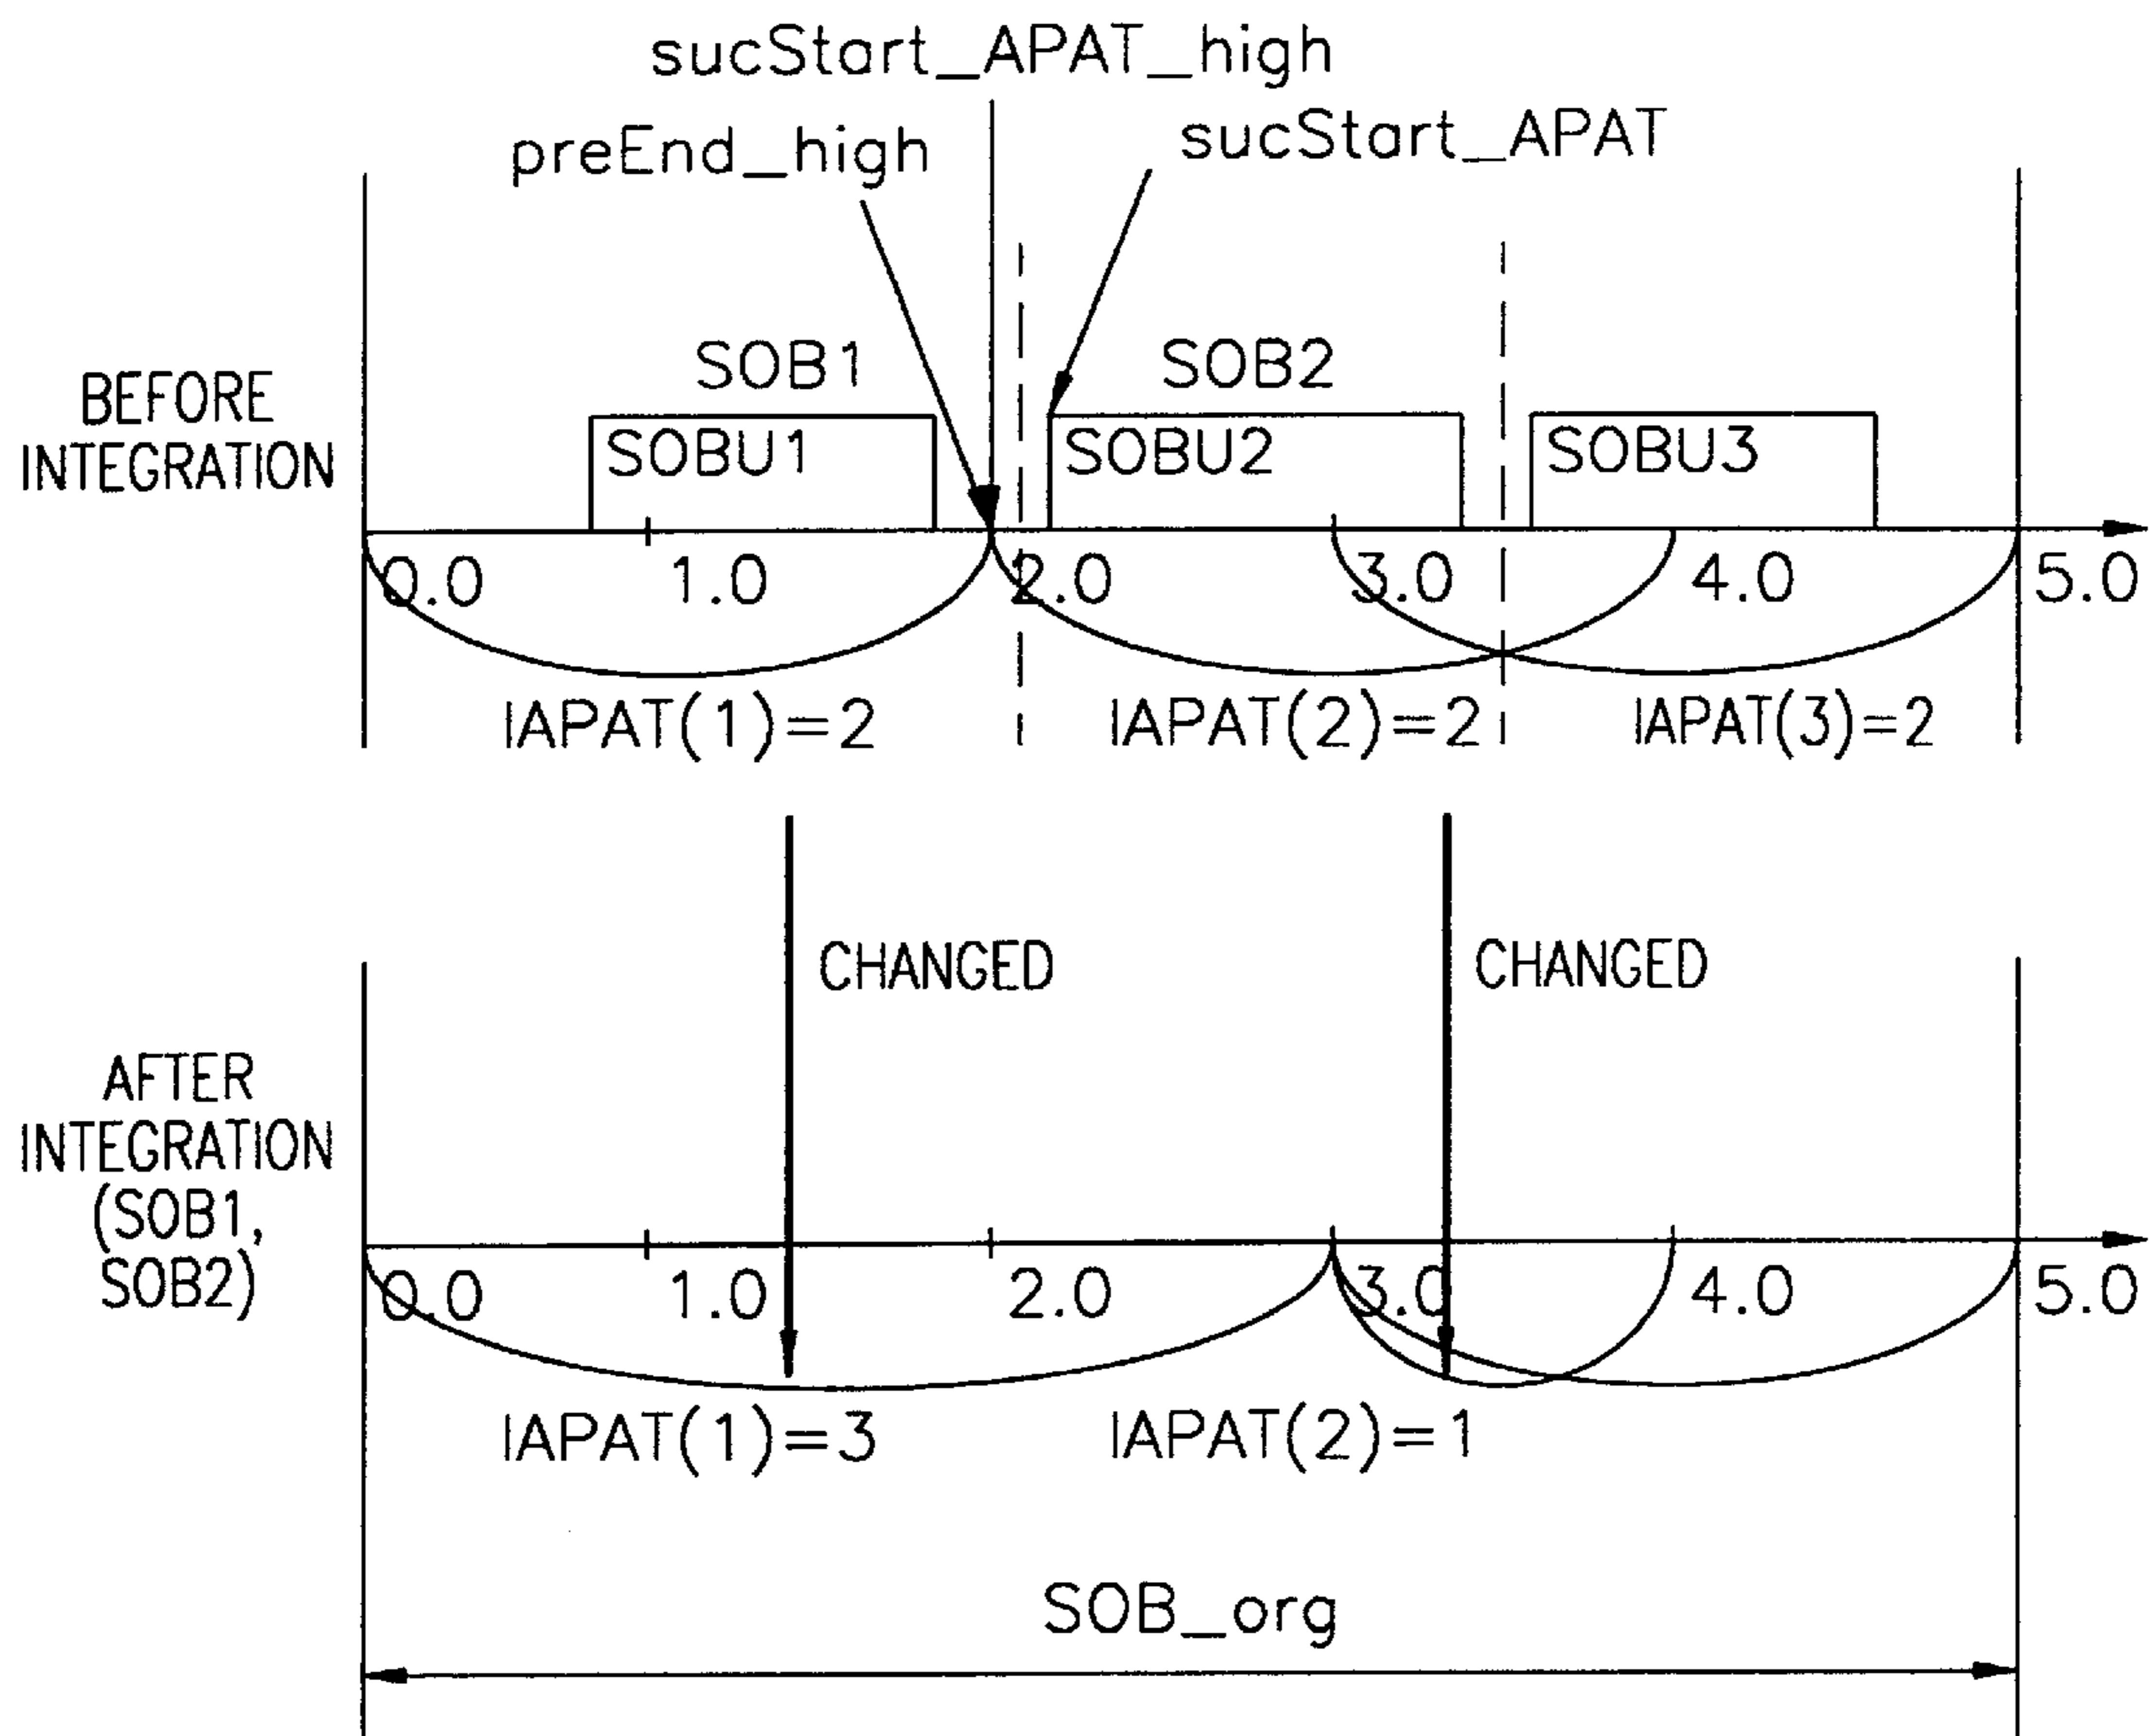 sucStart_APAT_high
preEnd_high
sucStart_APAT
BEFORE
INTEGRATION
SOB1
SOB2
SOBU1
SOBU2
SOBU3
0.0
1.0
2.0
3.0
4.0
5.0
IAPAT(1)=2
IAPAT(2)=2
IAPAT(3)=2
CHANGED
CHANGED
AFTER
INTEGRATION
(SOB1,
SOB2)
0.0
1.0
2.0
3.0
4.0
5.0
IAPAT(1)=3
IAPAT(2)=1
SOB_org